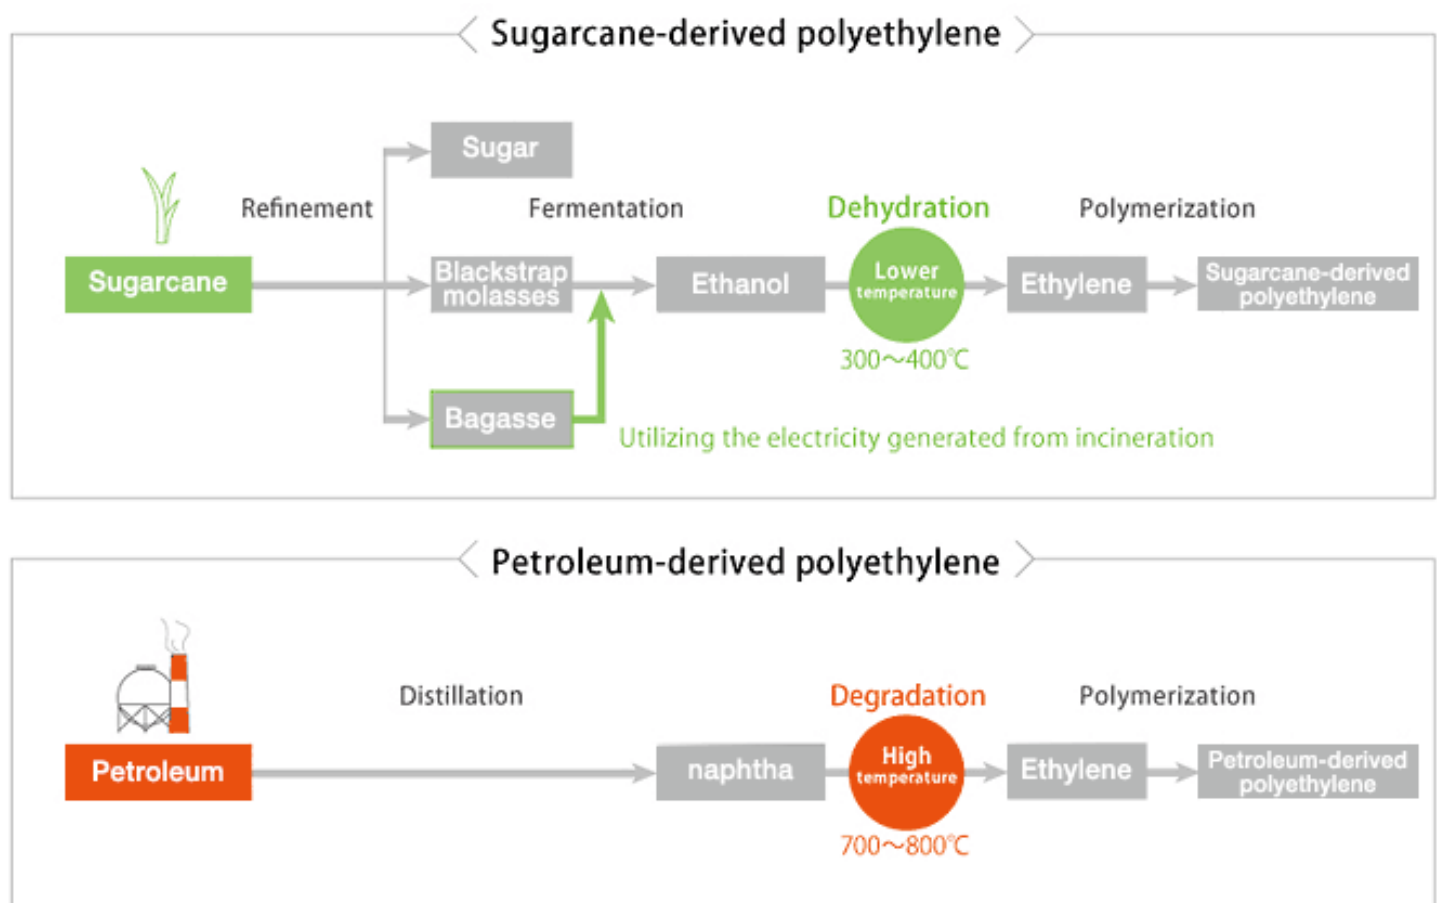 Sugarcane-derived polyethylene
Sugar
Refinement
Fermentation
Dehydration
Polymerization
Sugarcane
Blackstrap
molasses
Ethanol
Lower
temperature
Ethylene
Sugarcane-derived
polyethylene
300～400℃
Bagasse
Utilizing the electricity generated from incineration
Petroleum-derived polyethylene
Distillation
Degradation
Polymerization
Petroleum
naphtha
High
temperature
Ethylene
Petroleum-derived
polyethylene
700～800℃